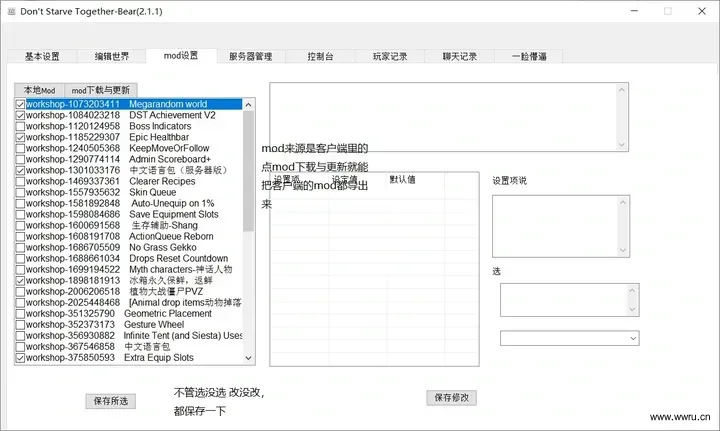 Don't Starve Together-Bear(2.1.1)
基本设置 编辑世界 mod设置 服务器管理 控制台 玩家记录 聊天记录 一脸懵逼
本地Mod mod下载与更新
workshop-1073203411 Megarandom world
workshop-1084023218 DST Achievement V2
workshop-1120124958 Boss Indicators
workshop-1185229307 Epic Healthbar
workshop-1240505368 KeepMoveOrFollow
workshop-1290774114 Admin Scoreboard+
workshop-1301033176 中文语言包（服务器版）
workshop-1469337361 Clearer Recipes
workshop-1557935632 Skin Queue
workshop-1581892848 Auto-Unequip on 1%
workshop-1598084686 Save Equipment Slots
workshop-1600691568 生存辅助-Shang
workshop-1608191708 ActionQueue Reborn
workshop-1686705509 No Grass Gekko
workshop-1688661034 Drops Reset Countdown
workshop-1699194522 Myth characters-神话人物
workshop-1898181913 冰箱永久保鲜，返鲜
workshop-2006206518 植物大战僵尸PVZ
workshop-2025448468 [Animal drop items动物掉落
workshop-351325790 Geometric Placement
workshop-352373173 Gesture Wheel
workshop-356930882 Infinite Tent (and Siesta) Uses
workshop-367546858 中文语言包
workshop-375850593 Extra Equip Slots
保存所选
mod来源是客户端里的
点mod下载与更新就能
把客户端的mod都导出
来
设置项 设定值 默认值
不管选没选 改没改，
都保存一下
保存修改
设置项说
选
www.wwru.cn